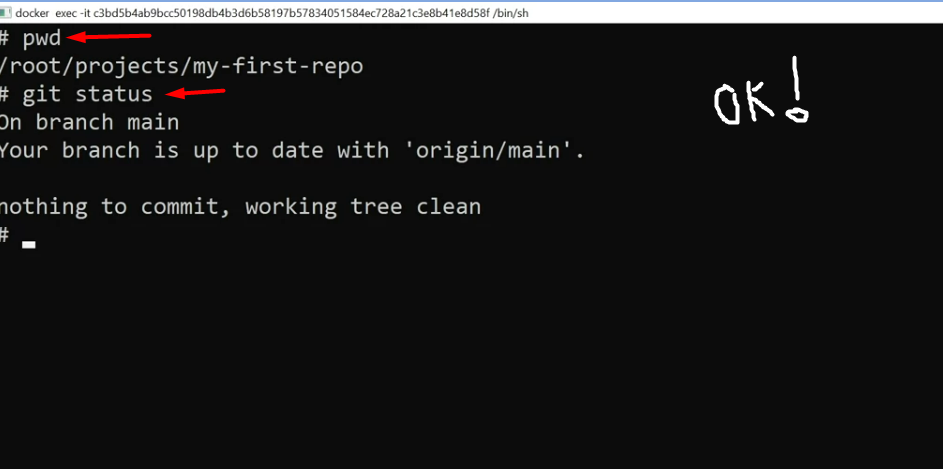 docker exec -it c3bd5b4ab9bcc50198db4b3d6b58197b57834051584ec728a21c3e8b41e8d58f /bin/sh
# pwd
/root/projects/my-first-repo
# git status
On branch main
Your branch is up to date with 'origin/main'.
nothing to commit, working tree clean
#
OK!